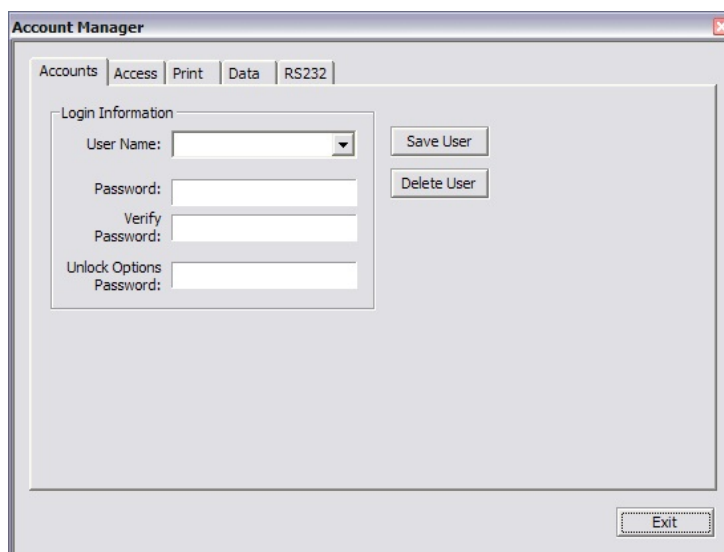 Account Manager
Accounts Access Print Data RS232
Login Information
User Name:
Save User
Password:
Delete User
Verify
Password:
Unlock Options
Password:
Exit